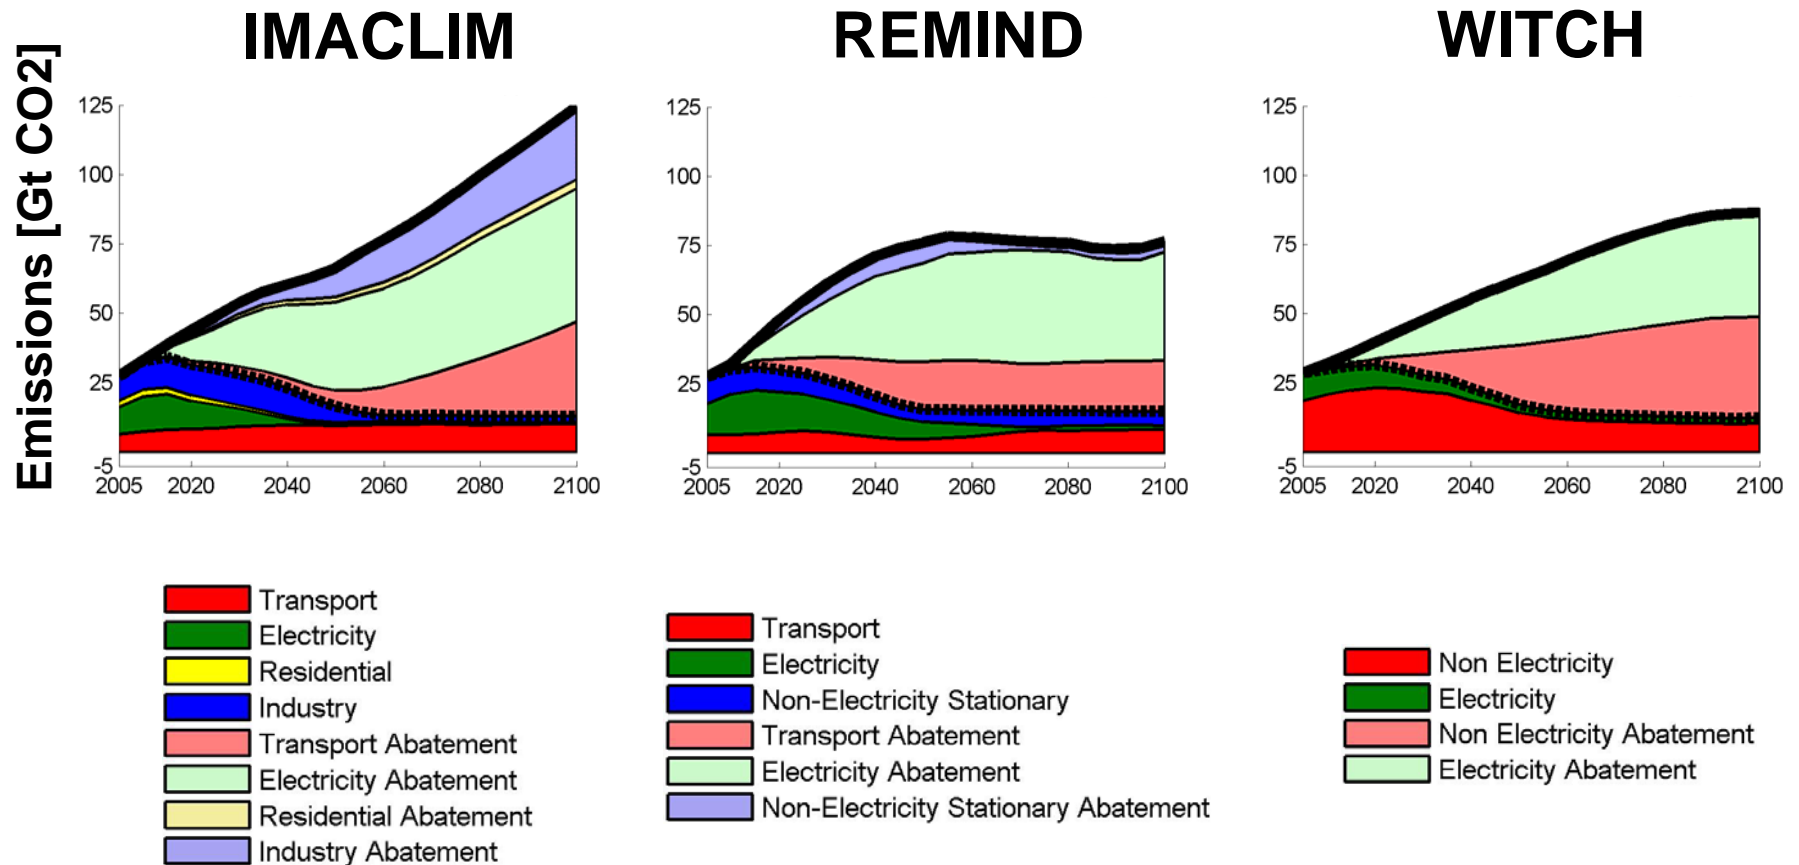 IMACLIM
REMIND
WITCH
Emissions [Gt CO2]
125
100
75
50
25
-5
2005 2020 2040 2060 2080 2100
125
100
75
50
25
-5
2005 2020 2040 2060 2080 2100
125
100
75
50
25
-5
2005 2020 2040 2060 2080 2100
Transport
Electricity
Residential
Industry
Transport Abatement
Electricity Abatement
Residential Abatement
Industry Abatement
Transport
Electricity
Non-Electricity Stationary
Transport Abatement
Electricity Abatement
Non-Electricity Stationary Abatement
Non Electricity
Electricity
Non Electricity Abatement
Electricity Abatement